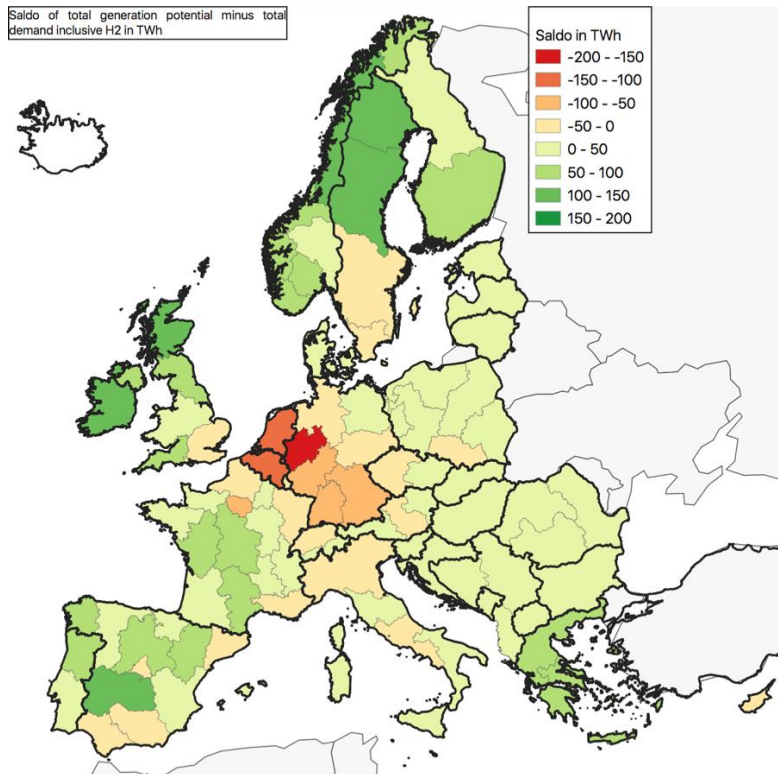 Saldo of total generation potential minus total
demand inclusive H2 in TWh
Saldo in TWh
-200 - -150
-150 - -100
-100 - -50
-50 - 0
0 - 50
50 - 100
100 - 150
150 - 200